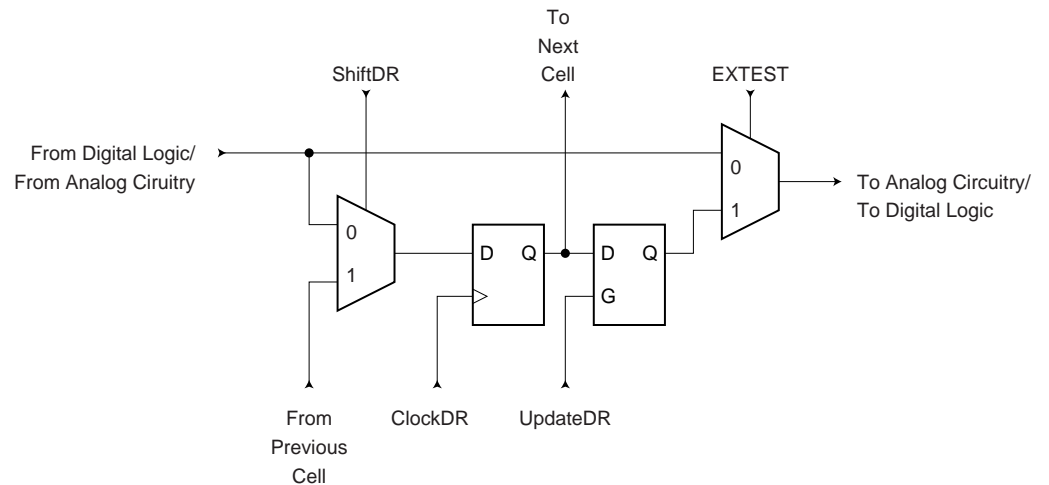 To
Next
Cell
ShiftDR
EXTEST
From Digital Logic/
From Analog Ciruitry
0
1
0
1
D Q
D Q
G
To Analog Circuitry/
To Digital Logic
From
Previous
Cell
ClockDR
UpdateDR